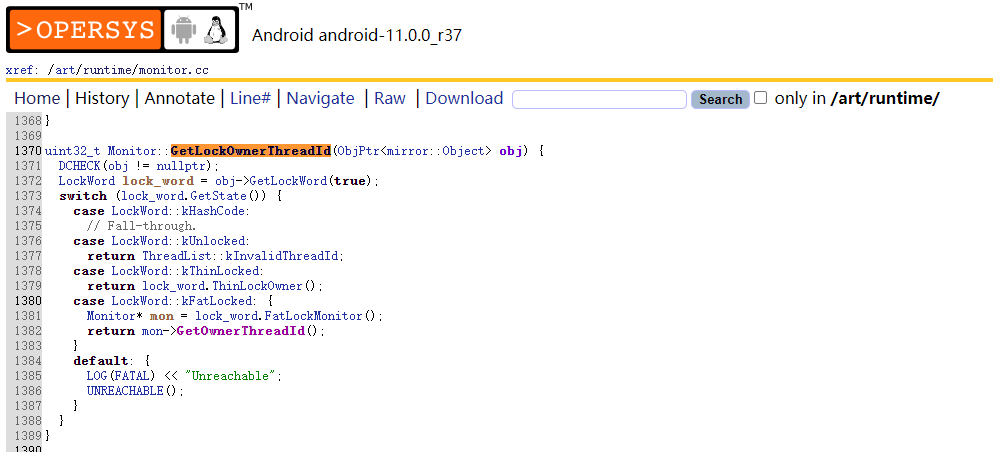 >OPERSYS
TM
Android android-11.0.0_r37
xref: /art/runtime/monitor.cc
Home | History | Annotate | Line# | Navigate | Raw | Download Search only in /art/runtime/
1368 }
1369
1370 uint32_t Monitor::GetLockOwnerThreadId(ObjPtr<mirror::Object> obj) {
1371   DCHECK(obj != nullptr);
1372   LockWord lock_word = obj->GetLockWord(true);
1373   switch (lock_word.GetState()) {
1374     case LockWord::kHashCode:
1375       // Fall-through.
1376     case LockWord::kUnlocked:
1377       return ThreadList::kInvalidThreadId;
1378     case LockWord::kThinLocked:
1379       return lock_word.ThinLockOwner();
1380     case LockWord::kFatLocked: {
1381       Monitor* mon = lock_word.FatLockMonitor();
1382       return mon->GetOwnerThreadId();
1383     }
1384     default: {
1385       LOG(FATAL) << "Unreachable";
1386       UNREACHABLE();
1387     }
1388   }
1389 }
1390